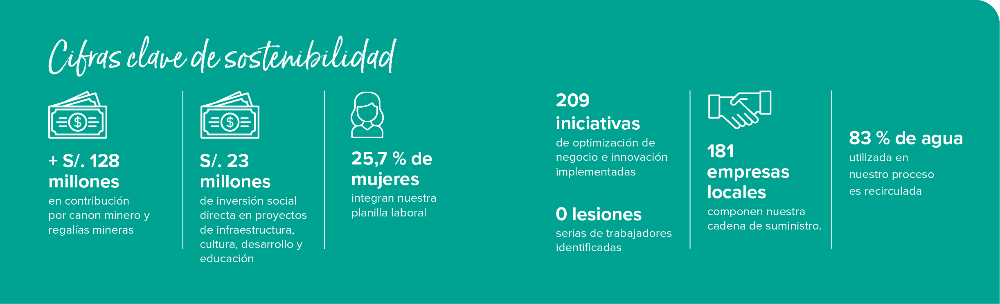 Cifras clave de sostenibilidad
$
+ S/. 128
millones
en contribución
por canon minero y
regalías mineras
$
S/. 23
millones
de inversión social
directa en proyectos
de infraestructura,
cultura, desarrollo y
educación
25,7 % de
mujeres
integran nuestra
planilla laboral
209
iniciativas
de optimización de
negocio e innovación
implementadas
0 lesiones
serias de trabajadores
identificadas
181
empresas
locales
componen nuestra
cadena de suministro.
83 % de agua
utilizada en
nuestro proceso
es recirculada